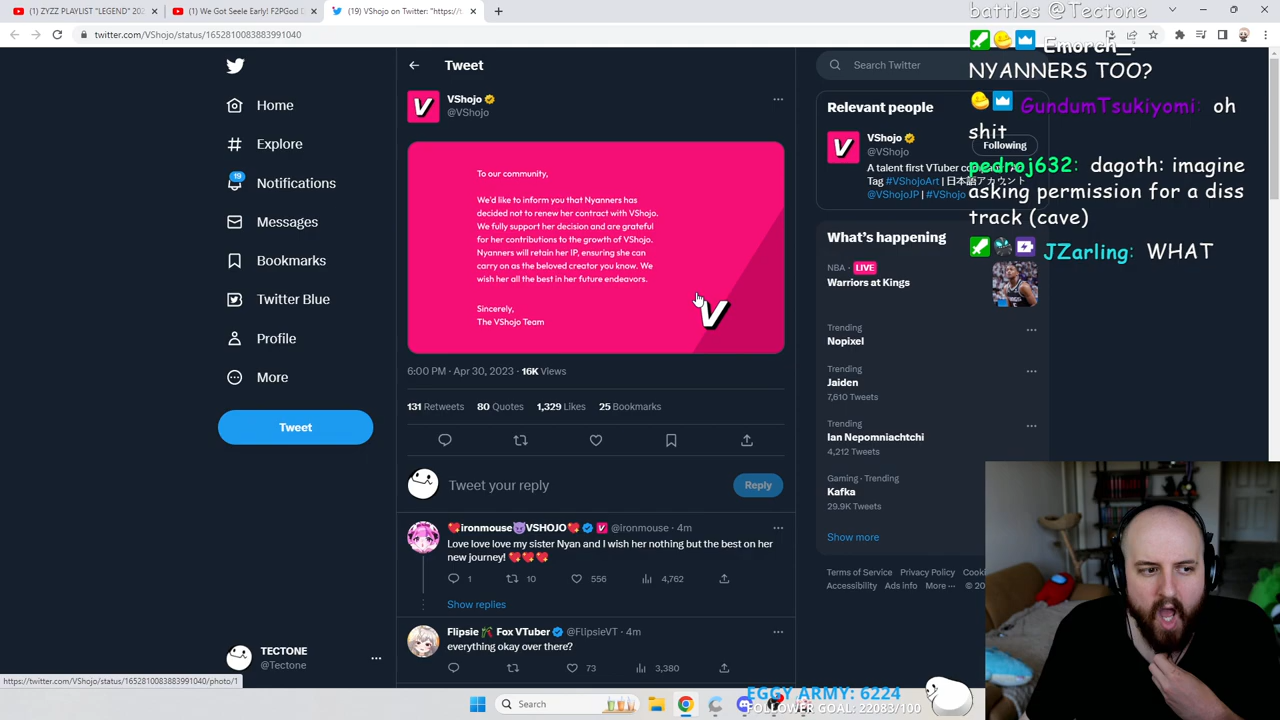 (1) ZYZZ PLAYLIST "LEGEND" 202
(1) We Got Seele Early! F2PGod D
(19) VShojo on Twitter: "https://t
battles @Tectone
twitter.com/VShojo/status/1652810083883991040
Emorch_:
NYANNERS TOO?
GundumTsukiyomi: oh
shit
pedroj632: dagoth: imagine
asking permission for a diss
track (cave)
JZarling: WHAT
Home
Explore
19
Notifications
Messages
Bookmarks
Twitter Blue
Profile
More
Tweet
TECTONE
@Tectone
Tweet
VShojo
@VShojo
To our community,
We'd like to inform you that Nyanners has
decided not to renew her contract with VShojo.
We fully support her decision and are grateful
for her contributions to the growth of VShojo.
Nyanners will retain her IP, ensuring she can
carry on as the beloved creator you know. We
wish her all the best in her future endeavors.
Sincerely,
The VShojo Team
V
6:00 PM · Apr 30, 2023 · 16K Views
131 Retweets 80 Quotes 1,329 Likes 25 Bookmarks
Tweet your reply
Reply
ironmouse VSHOJO @ironmouse · 4m
Love love love my sister Nyan and I wish her nothing but the best on her
new journey!
1 10 556 4,762
Show replies
Flipsie Fox VTuber @FlipsieVT · 4m
everything okay over there?
73 3,380
Search Twitter
Relevant people
VShojo
@VShojo
Following
A talent first VTuber company
Tag #VShojoArt | 日本語アカウント
@VShojoJP | #VShojo
What's happening
NBA · LIVE
Warriors at Kings
Trending
Nopixel
Trending
Jaiden
7,610 Tweets
Trending
Ian Nepomniachtchi
4,212 Tweets
Gaming · Trending
Kafka
29.9K Tweets
Show more
Terms of Service Privacy Policy
Accessibility Ads info More ··· © 20
https://twitter.com/VShojo/status/1652810083883991040/photo/1
Search
EGGY ARMY: 6224
FOLLOWER GOAL: 22083/100